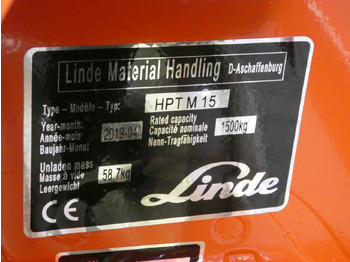 Linde Material Handling D-Aschaffenburg
Type - Modéle - Typ: HPT M 15
Year-month: Rated capacity
Année-mois: 2019-04 Capacité nominale 1500kg
Baujahr-Monat Nenn-Tragfähigkeit
Unladen mass
Masse à vide 58.7kg
Leergewicht
CE Linde